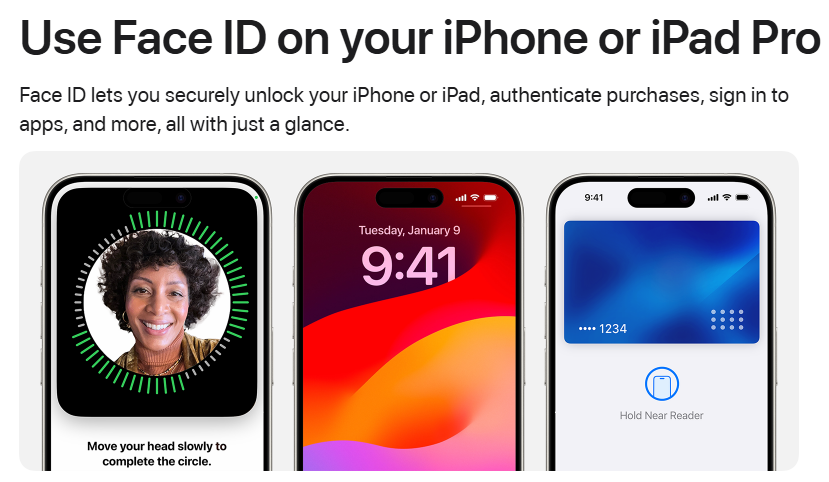 Use Face ID on your iPhone or iPad Pro
Face ID lets you securely unlock your iPhone or iPad, authenticate purchases, sign in to
apps, and more, all with just a glance.
Move your head slowly to
complete the circle.
Tuesday, January 9
9:41
9:41
•••• 1234
Hold Near Reader